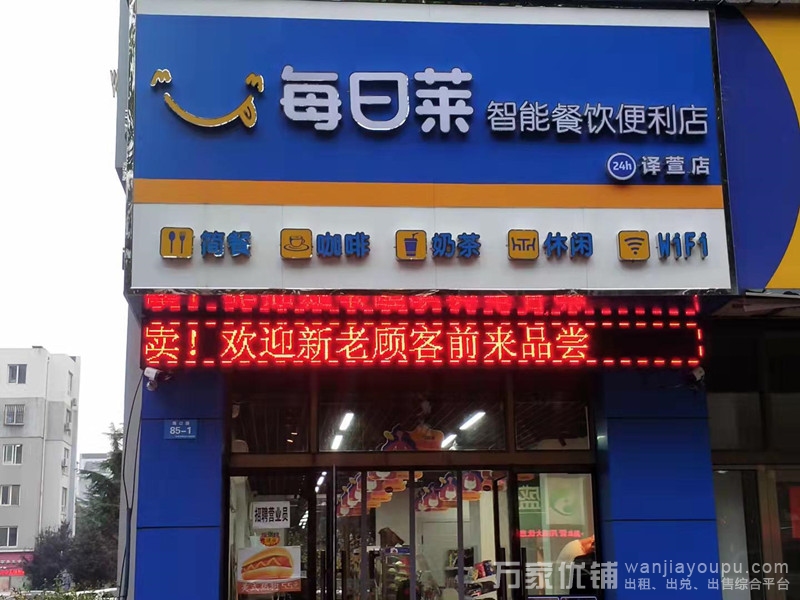 每日莱 智能餐饮便利店
24h 译萱店
简餐 咖啡 奶茶 休闲 WiFi
卖！欢迎新老顾客前来品尝
85-1
招聘营业员
万家优铺 wanjiayoupu.com
出租、出兑、出售综合平台